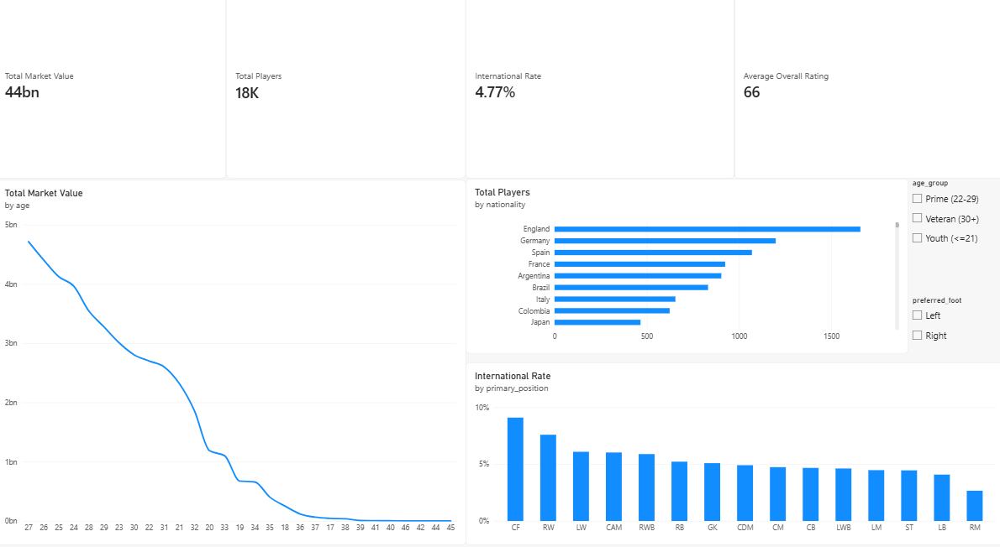 Total Market Value
44bn
Total Players
18K
International Rate
4.77%
Average Overall Rating
66
Total Market Value
by age
5bn
4bn
3bn
2bn
1bn
0bn
27 26 25 24 28 29 23 30 22 31 21 32 20 33 19 34 35 18 36 37 17 38 39 41 40 46 42 44 45
Total Players
by nationality
England
Germany
Spain
France
Argentina
Brazil
Italy
Colombia
Japan
0 500 1000 1500
age_group
Prime (22-29)
Veteran (30+)
Youth (<=21)
preferred_foot
Left
Right
International Rate
by primary_position
10%
5%
0%
CF RW LW CAM RWB RB GK CDM CM CB LWB LM ST LB RM